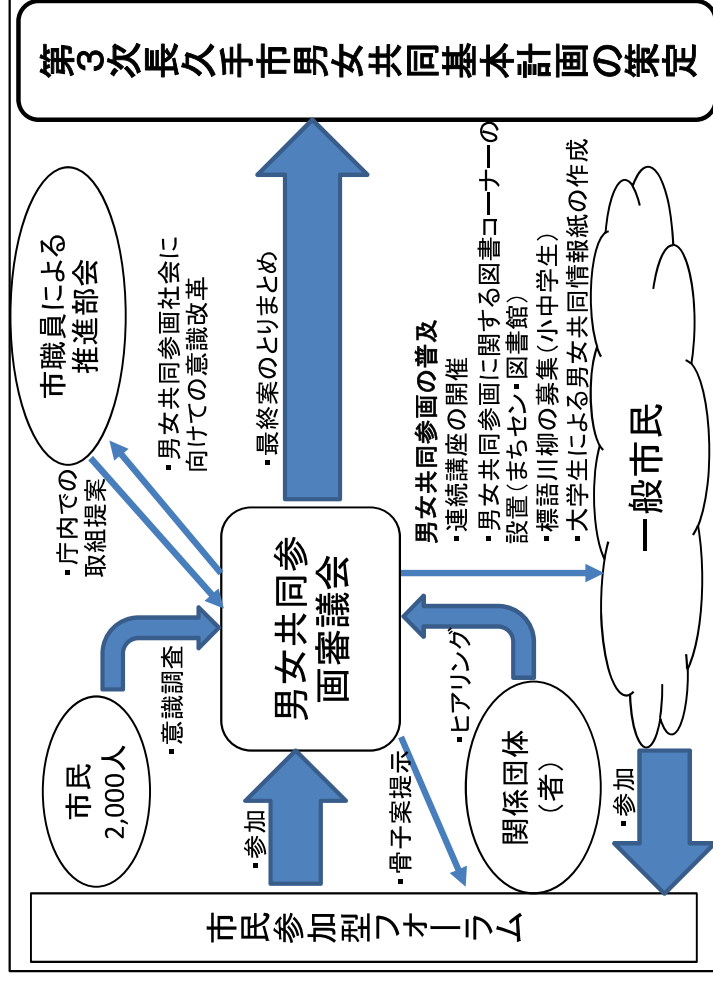 市民参加型フォーラム
市民
2,000人
・意識調査
・参加
・骨子案提示
・ヒアリング
関係団体
(者)
・参加
・庁内での
取組提案
市職員による
推進部会
・男女共同参画社会に
向けての意識改革
男女共同参
画審議会
・最終案のとりまとめ
男女共同参画の普及
・連続講座の開催
・男女共同参画に関する図書コーナーの
設置(まちセン・図書館)
・標語川柳の募集(小中学生)
・大学生による男女共同情報紙の作成
一般市民
第3次長久手市男女共同基本計画の策定